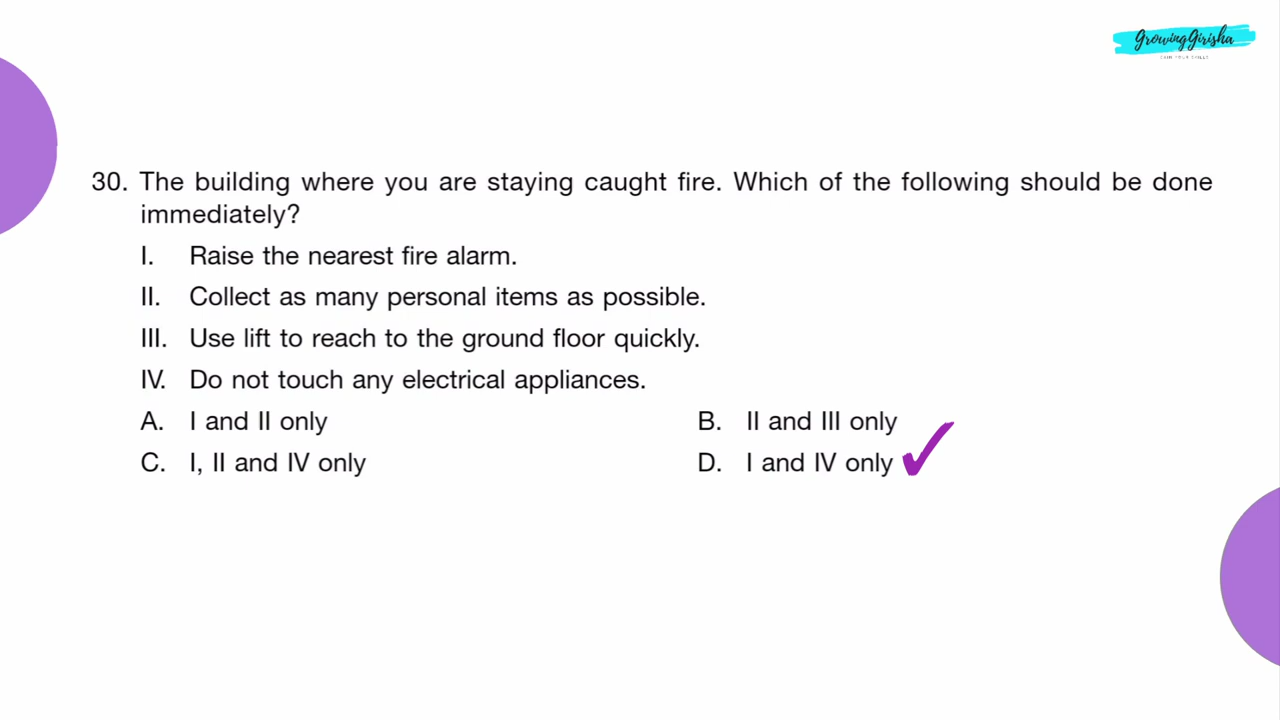 GrowingGirisha
30. The building where you are staying caught fire. Which of the following should be done
immediately?
I. Raise the nearest fire alarm.
II. Collect as many personal items as possible.
III. Use lift to reach to the ground floor quickly.
IV. Do not touch any electrical appliances.
A. I and II only B. II and III only
C. I, II and IV only D. I and IV only